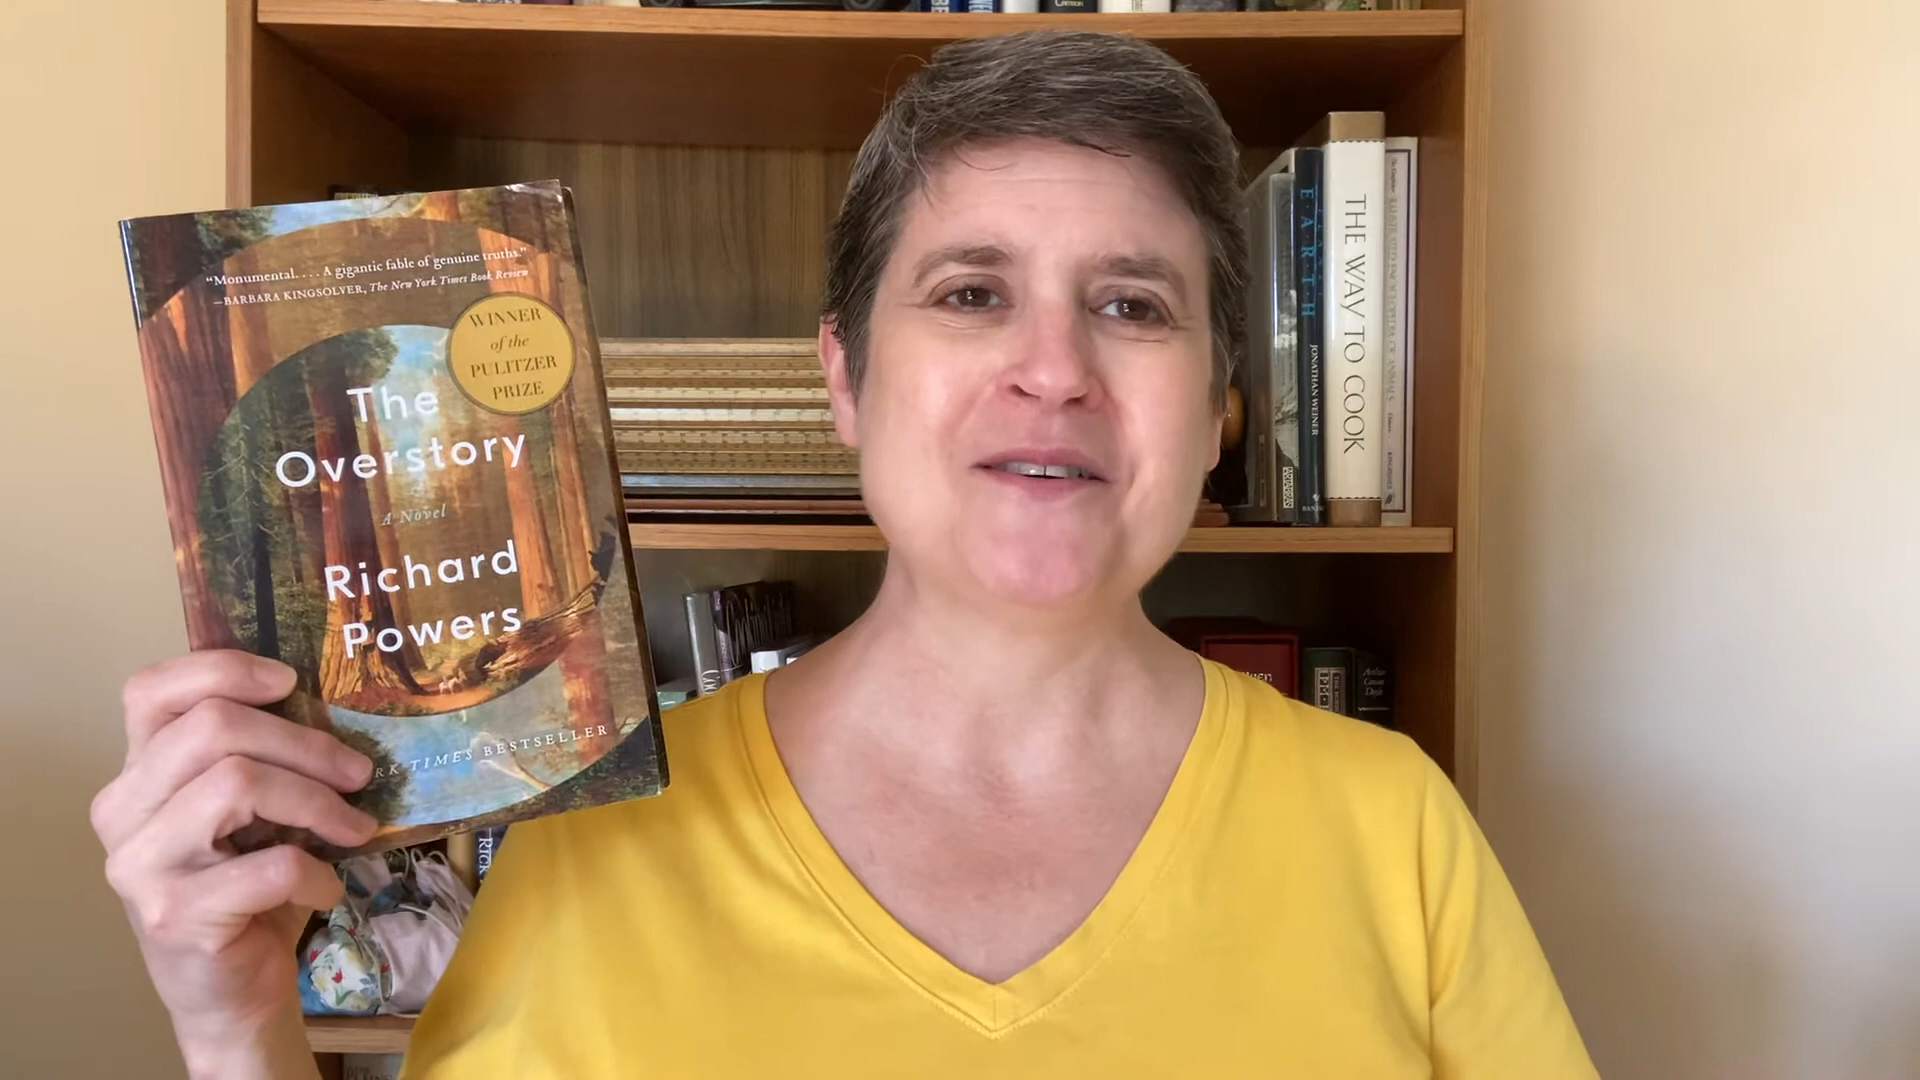 “Monumental. . . . A gigantic fable of genuine truths.”
—BARBARA KINGSOLVER, The New York Times Book Review
WINNER
of the
PULITZER
PRIZE
The
Overstory
A Novel
Richard
Powers
RK TIMES BESTSELLER
EARTH
JONATHAN WEINER
THE WAY TO COOK
Arthur
Conan
Doyle